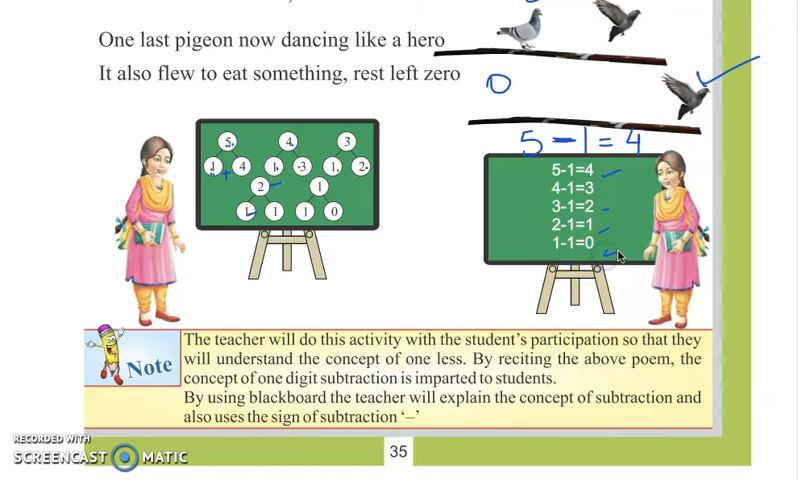 One last pigeon now dancing like a hero
It also flew to eat something, rest left zero
0
5 - 1 = 4
5 4 3
1 + 4 1 3 1 2
2 1
1 1 1 0
5-1=4
4-1=3
3-1=2
2-1=1
1-1=0
Note
The teacher will do this activity with the student's participation so that they
will understand the concept of one less. By reciting the above poem, the
concept of one digit subtraction is imparted to students.
By using blackboard the teacher will explain the concept of subtraction and
also uses the sign of subtraction ‘–’
RECORDED WITH
SCREENCAST MATIC
35